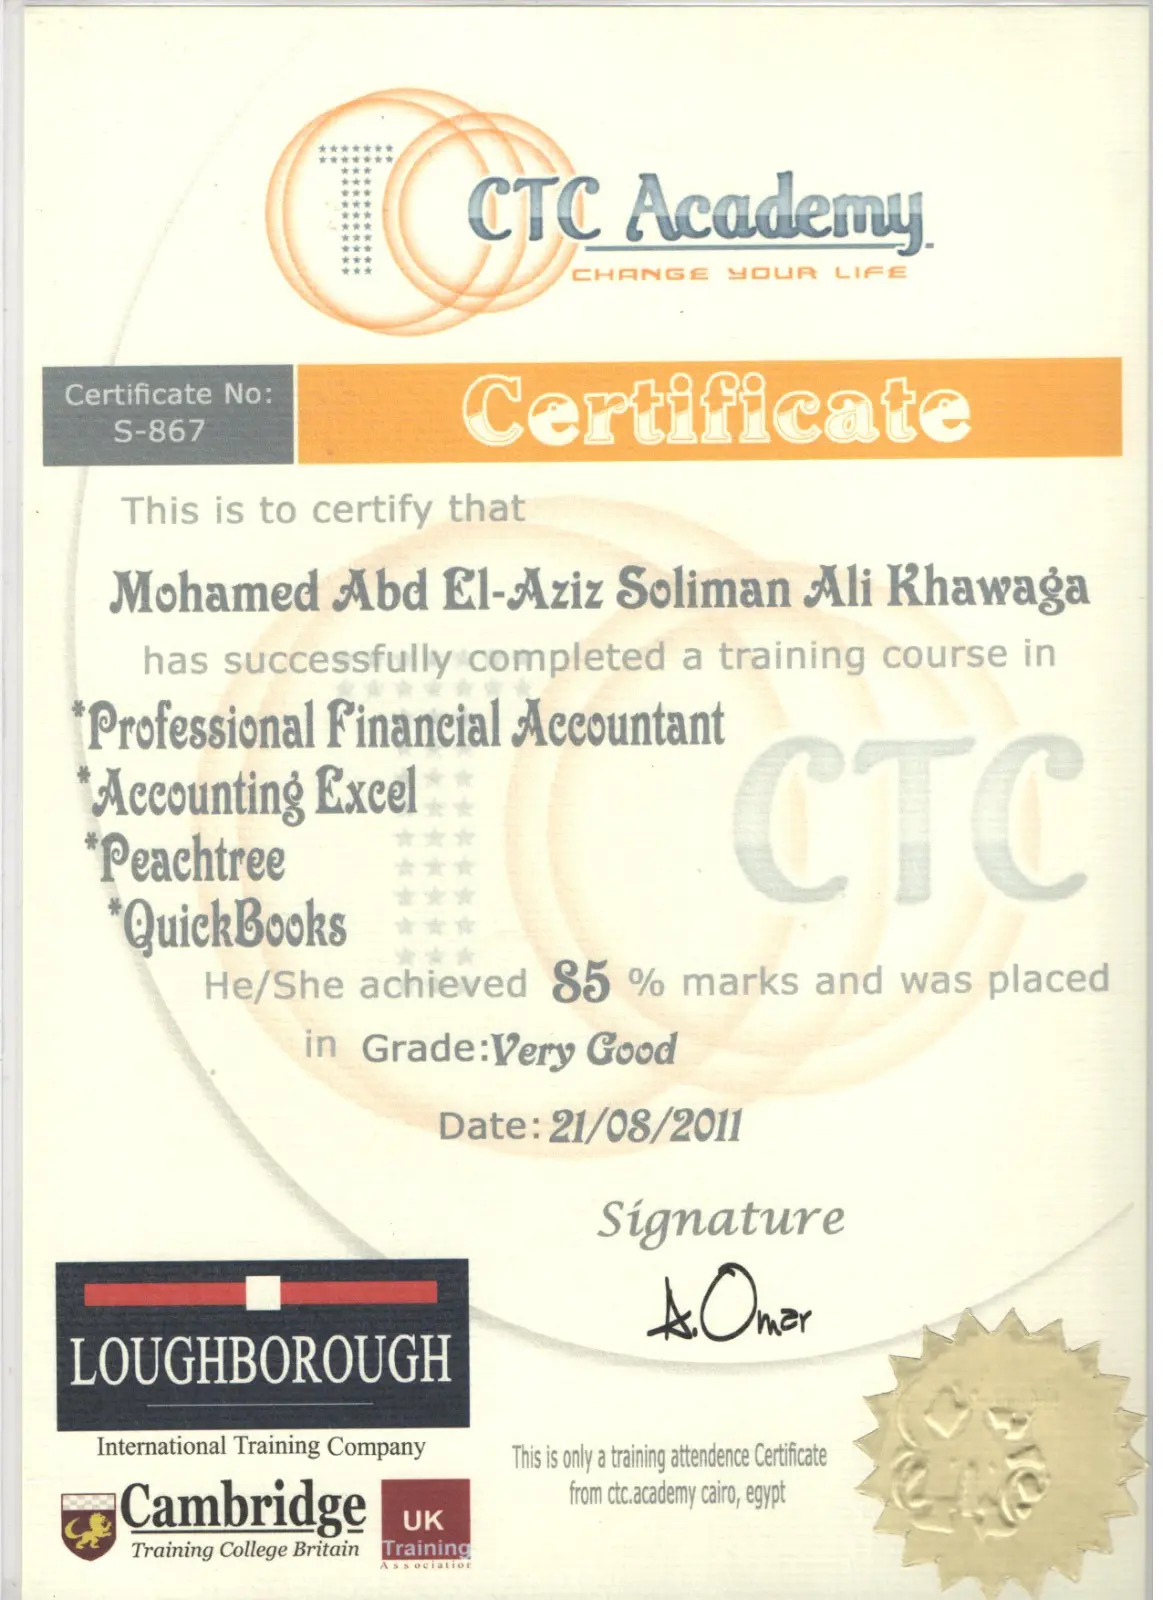 CTC Academy
CHANGE YOUR LIFE
Certificate No:
S-867
Certificate
This is to certify that
Mohamed Abd El-Aziz Soliman Ali Khawaga
has successfully completed a training course in
*Professional Financial Accountant
*Accounting Excel
*Peachtree
*QuickBooks
CTC
He/She achieved 85 % marks and was placed
in Grade:Very Good
Date: 21/08/2011
Signature
A.Omar
LOUGHBOROUGH
International Training Company
Cambridge
Training College Britain
UK
Training
Association
This is only a training attendence Certificate
from ctc.academy cairo, egypt